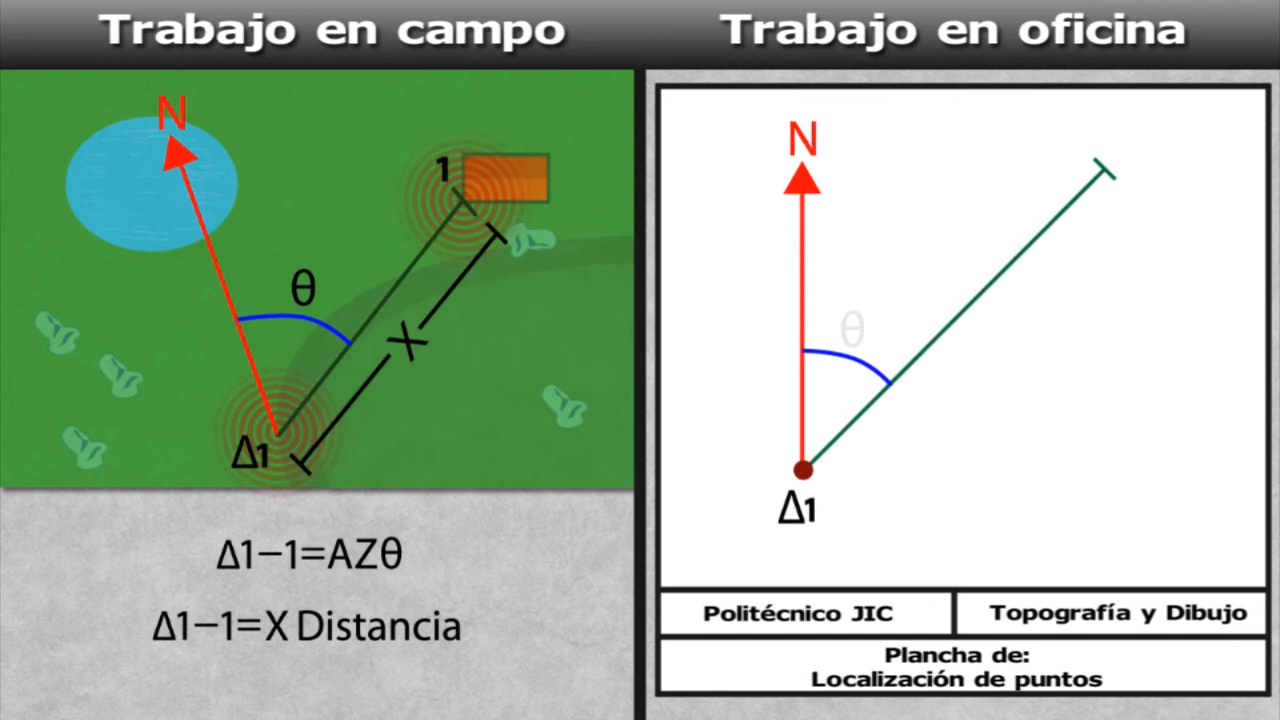 Trabajo en campo
N
1
θ
X
Δ1
Δ1−1=AZθ
Δ1−1=X Distancia
Trabajo en oficina
N
θ
Δ1
Politécnico JIC
Topografía y Dibujo
Plancha de:
Localización de puntos